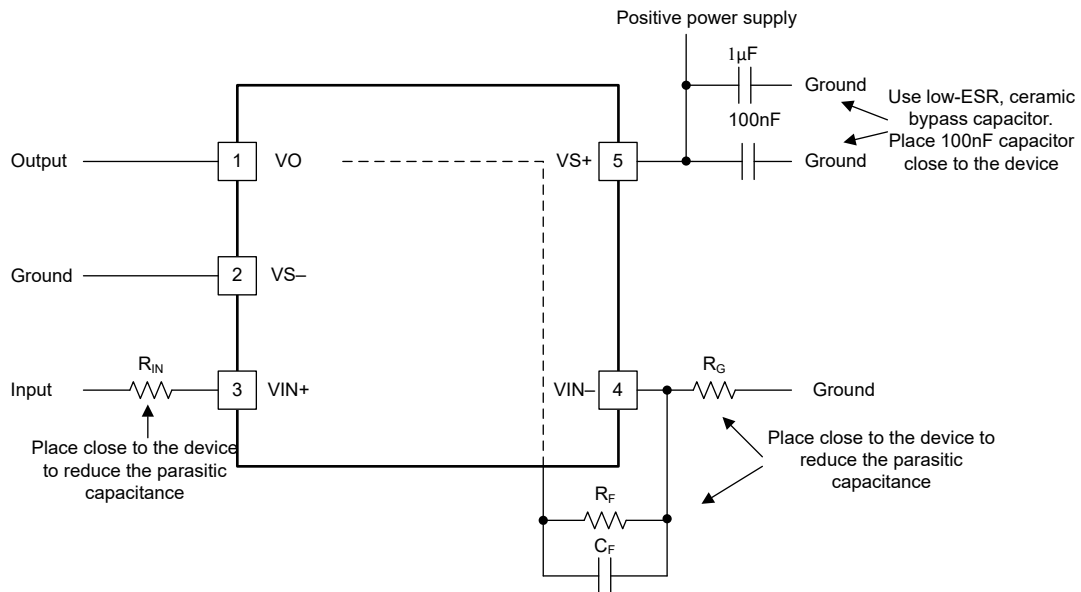 Positive power supply
1µF
Ground
100nF
Ground
Use low-ESR, ceramic
bypass capacitor.
Place 100nF capacitor
close to the device
Output
1
VO
VS+
5
Ground
2
VS–
Input
RIN
3
VIN+
VIN–
4
RG
Ground
Place close to the device
to reduce the parasitic
capacitance
Place close to the device to
reduce the parasitic
capacitance
RF
CF